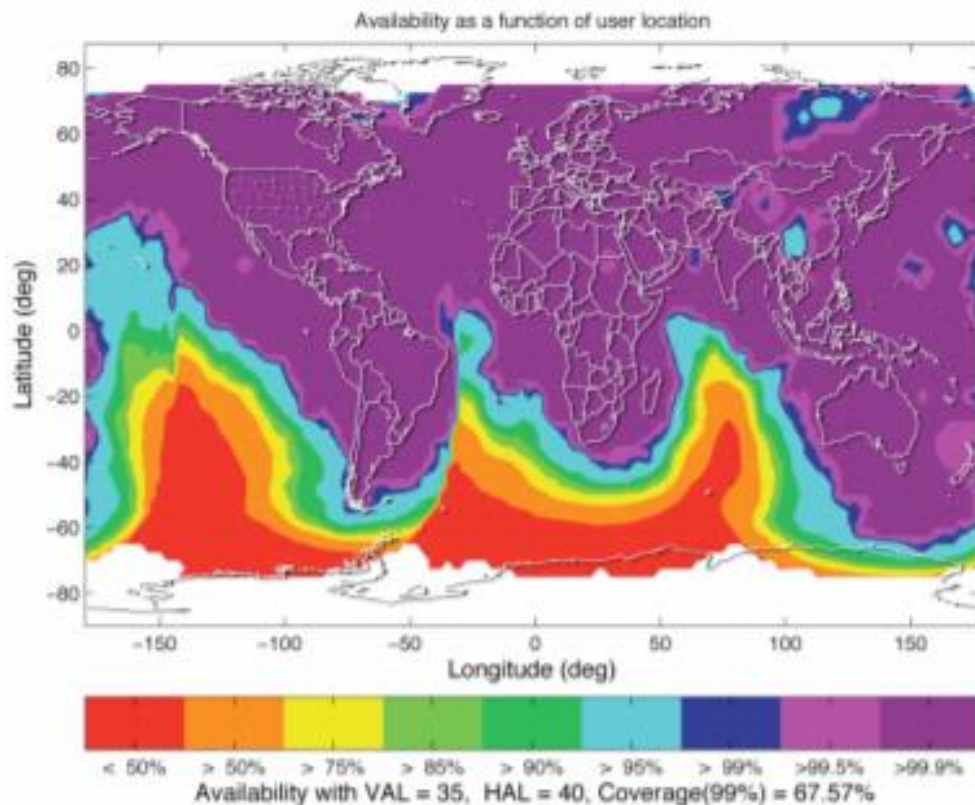 Availability as a function of user location
80
60
40
20
0
−20
−40
−60
−80
Latitude (deg)
−150 −100 −50 0 50 100 150
Longitude (deg)
< 50% > 50% > 75% > 85% > 90% > 95% > 99% >99.5% >99.9%
Availability with VAL = 35, HAL = 40, Coverage(99%) = 67.57%